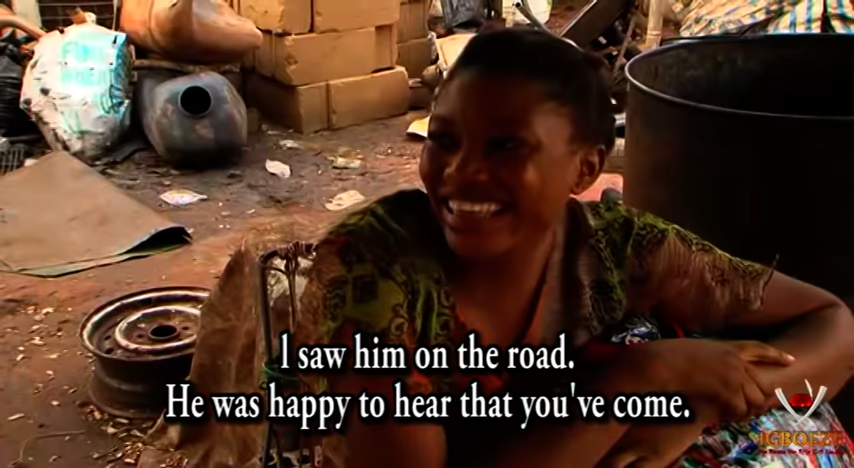 I saw him on the road.
He was happy to hear that you've come.
IGBOEZE